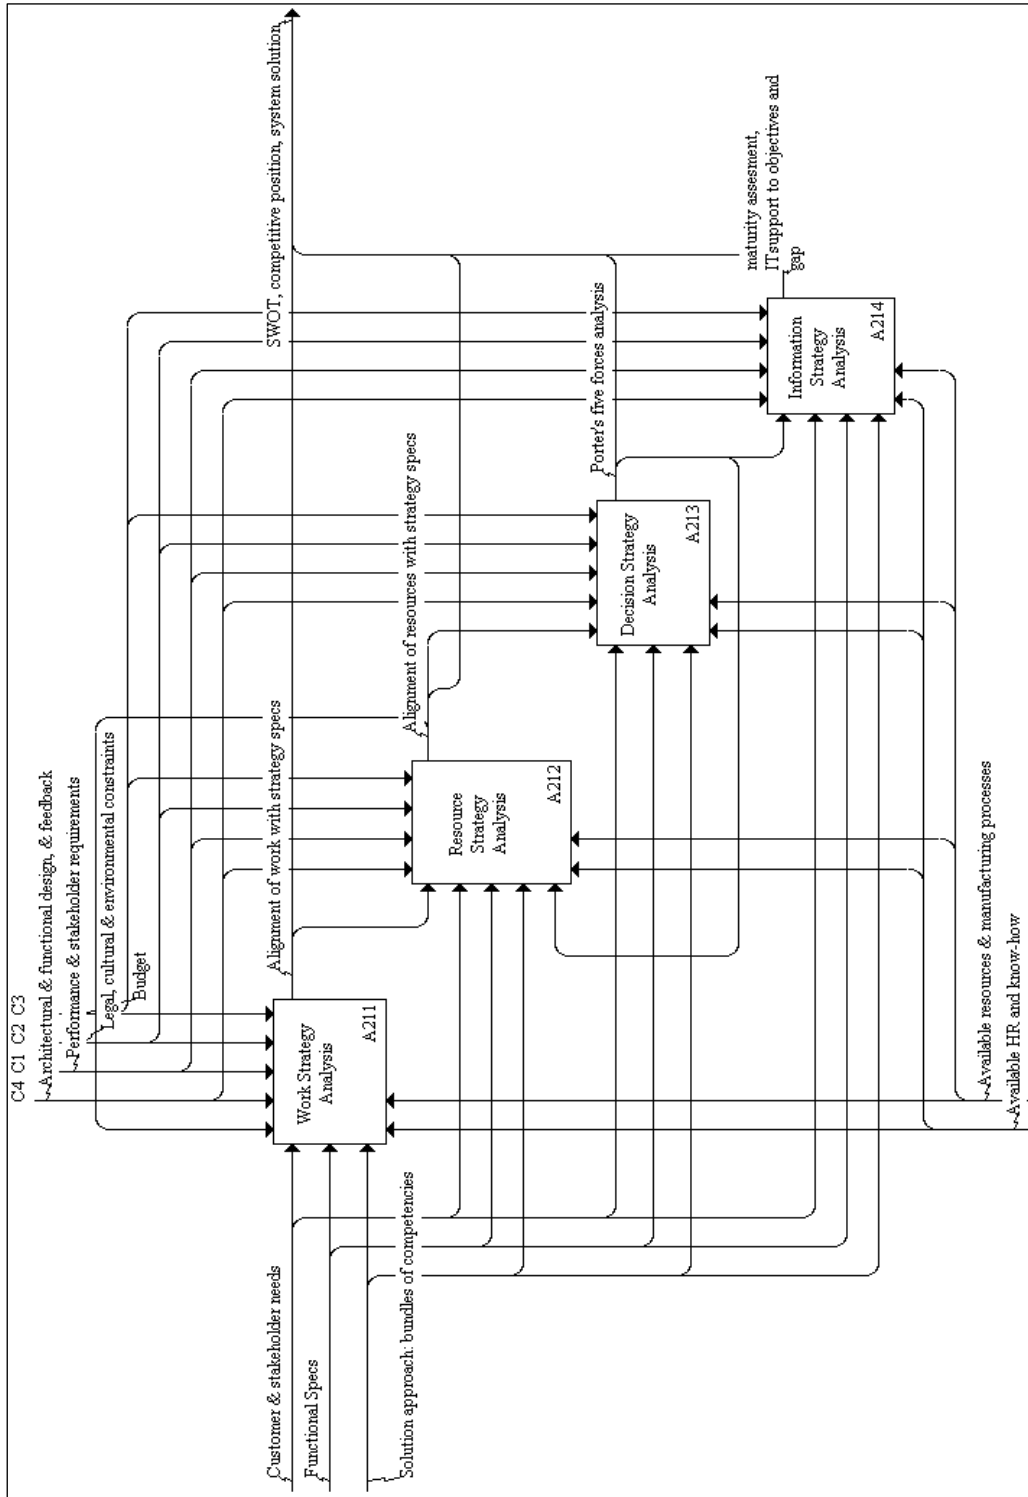 C4 C1 C2 C3
Architectural & functional design, & feedback
Performance & stakeholder requirements
Legal, cultural & environmental constraints
Budget
Customer & stakeholder needs
Functional Specs
Solution approach: bundles of competencies
Work Strategy
Analysis
A211
Alignment of work with strategy specs
Resource
Strategy
Analysis
A212
Alignment of resources with strategy specs
Decision Strategy
Analysis
A213
Porter's five forces analysis
Information
Strategy
Analysis
A214
maturity assesment,
IT support to objectives and
gap
SWOT, competitive position, system solution
Available resources & manufacturing processes
Available HR and know-how